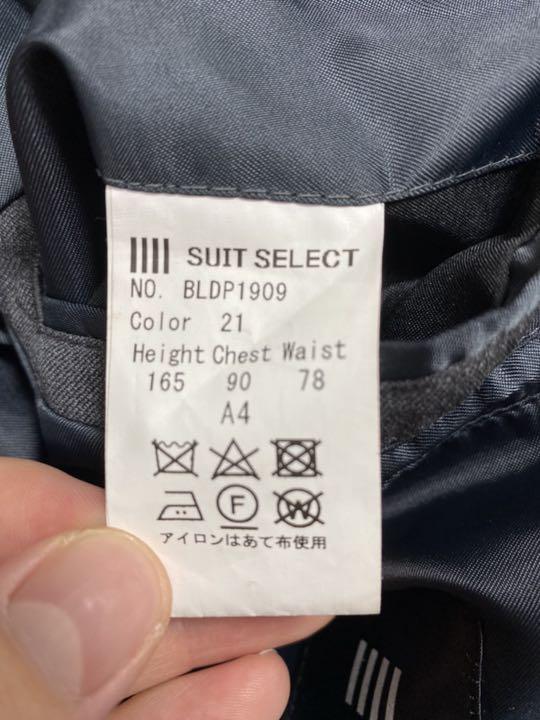 SUIT SELECT
NO. BLDP1909
Color 21
Height Chest Waist
165 90 78
A4
F
W
アイロンはあて布使用